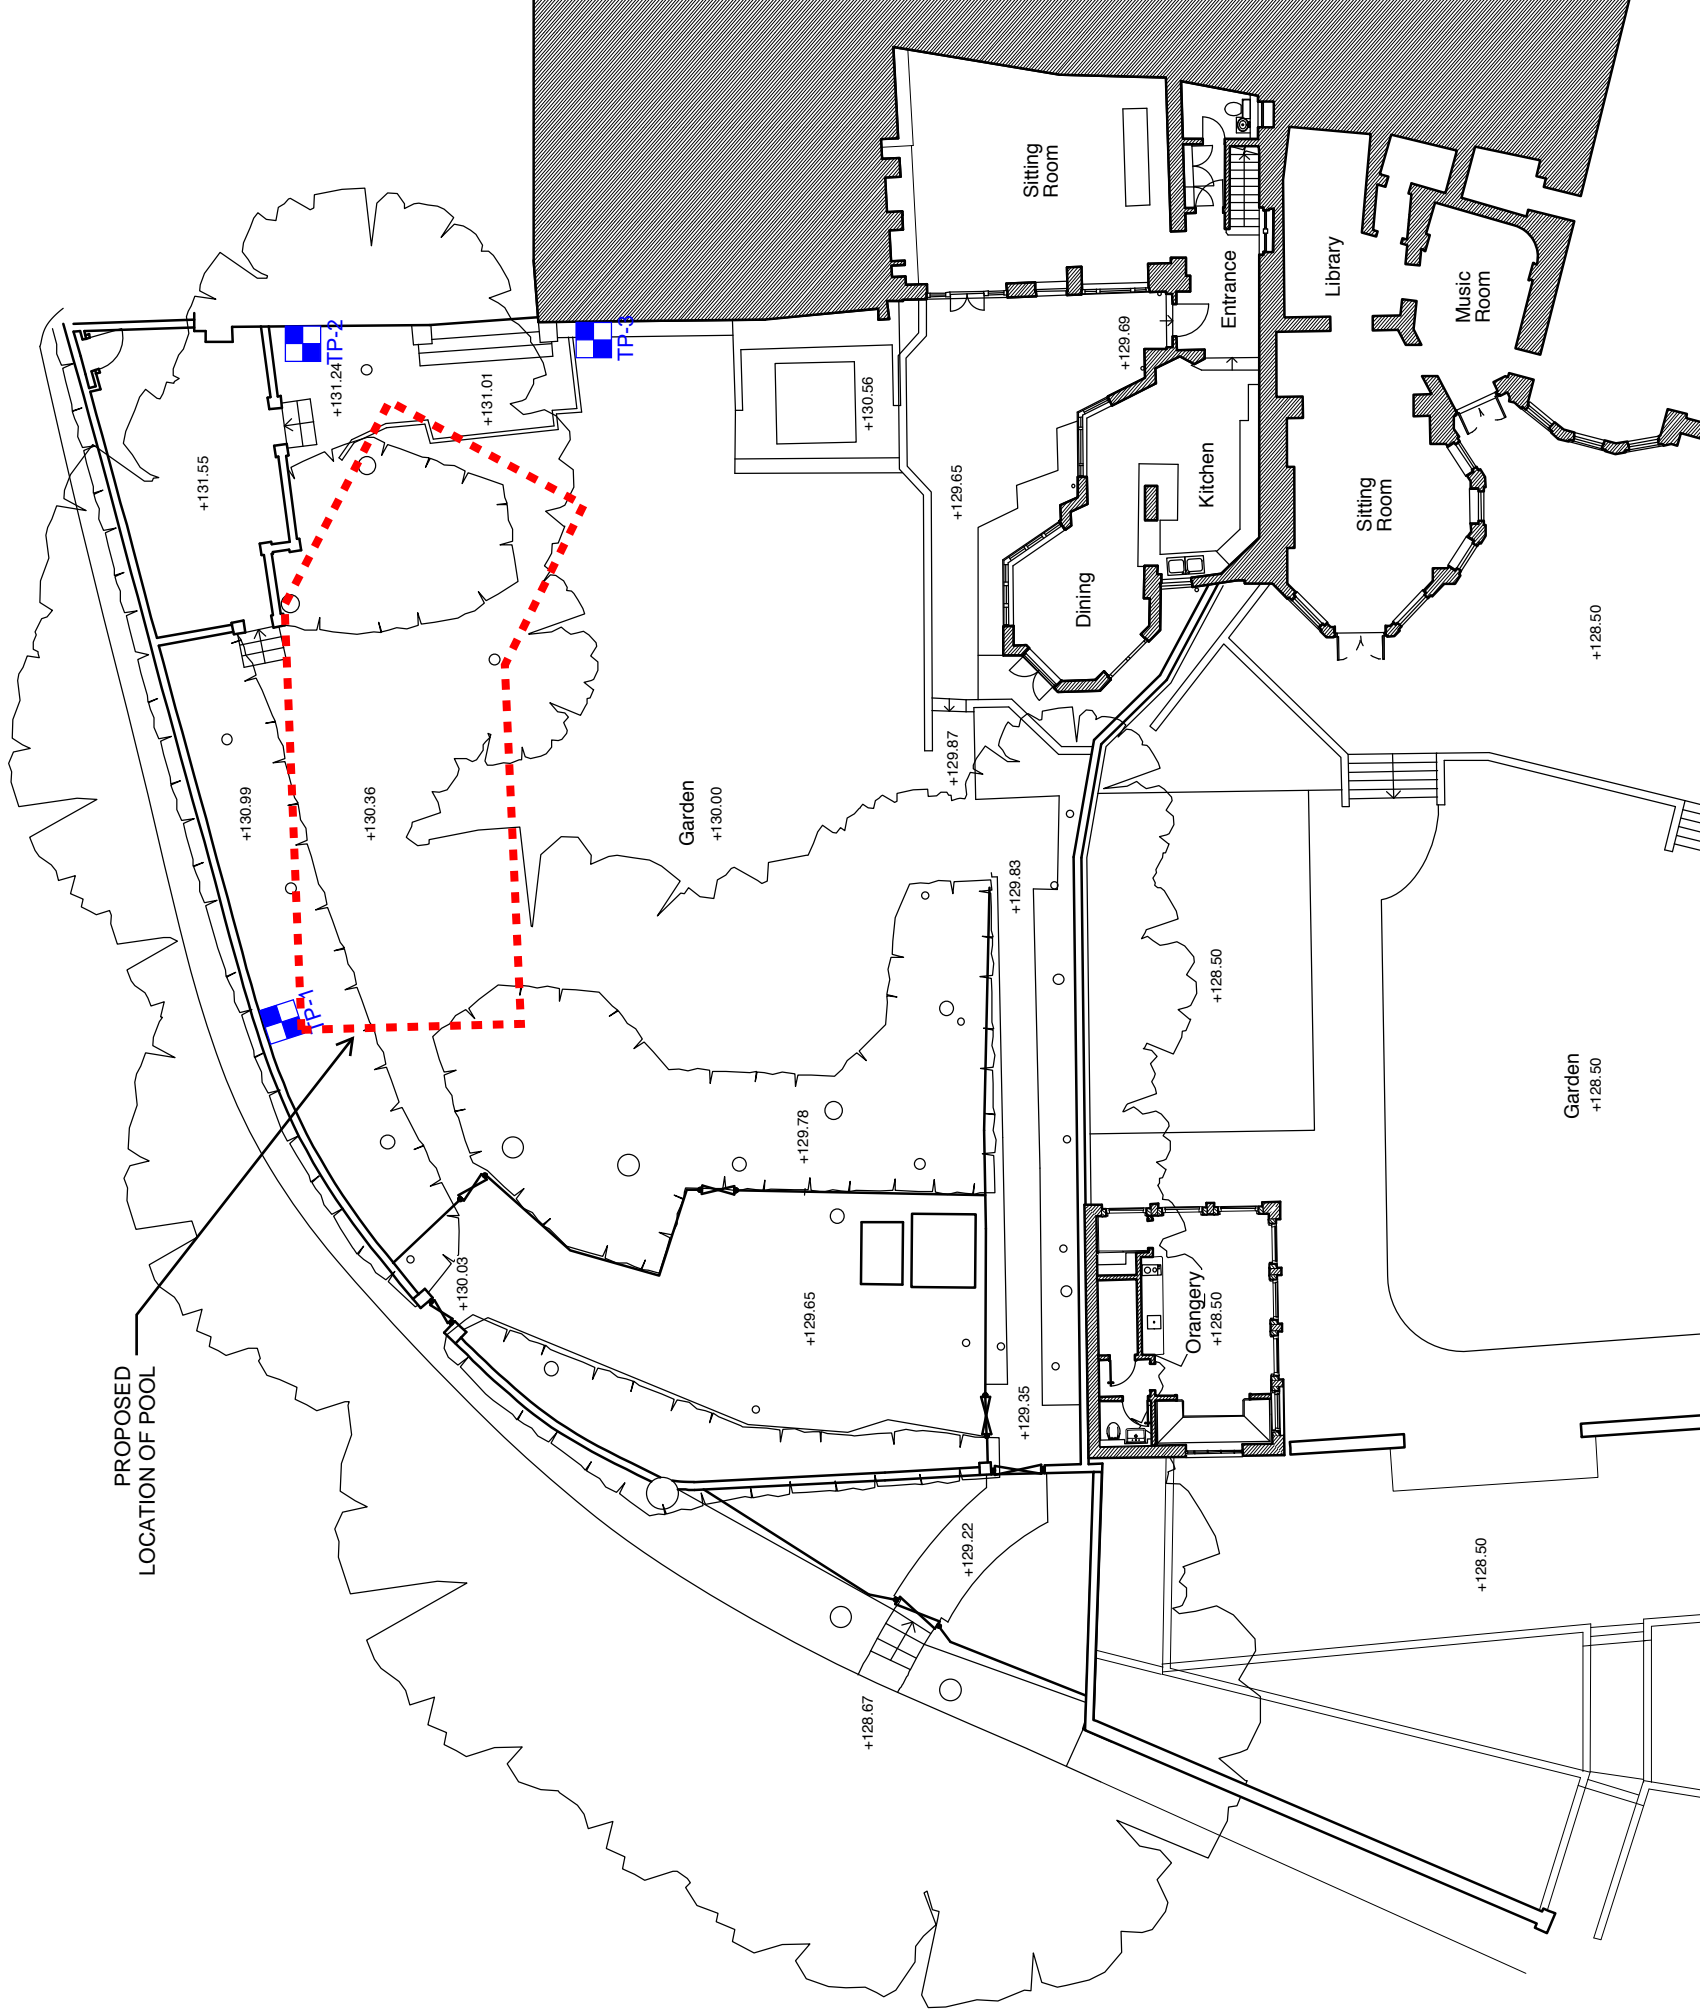 PROPOSED
LOCATION OF POOL
TP-1
TP-2
TP-3
+131.55
+131.24
+131.01
+130.99
+130.36
+130.56
Garden
+130.00
+129.87
+129.83
+129.65
+129.69
+129.78
+130.03
+129.65
+129.35
+129.22
+128.67
Sitting
Room
Entrance
Library
Music
Room
Kitchen
Dining
Sitting
Room
+128.50
+128.50
Orangery
+128.50
Garden
+128.50
+128.50